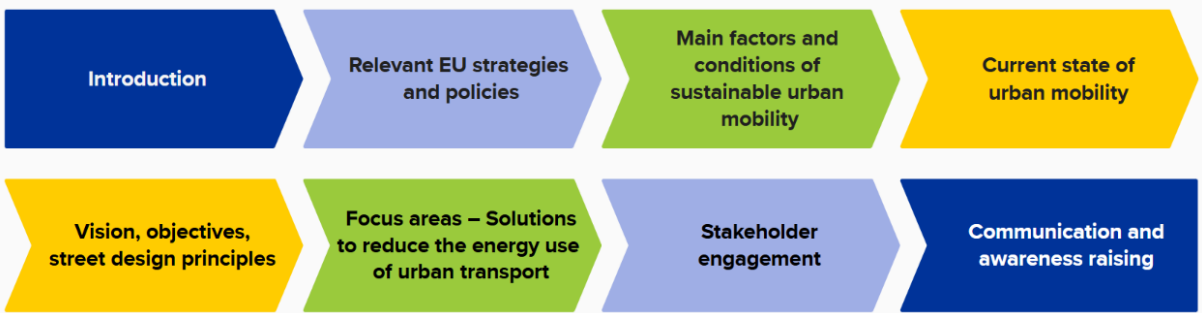 Introduction
Relevant EU strategies
and policies
Main factors and
conditions of
sustainable urban
mobility
Current state of
urban mobility
Vision, objectives,
street design principles
Focus areas – Solutions
to reduce the energy use
of urban transport
Stakeholder
engagement
Communication and
awareness raising